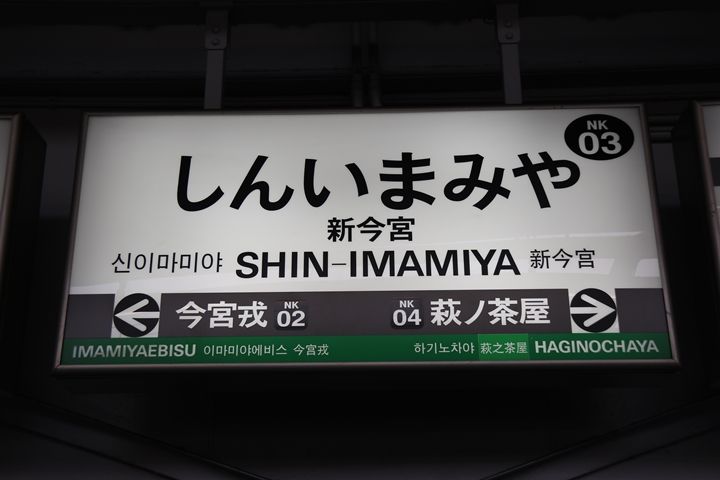 NK
03
しんいまみや
新今宮
신이마미야 SHIN-IMAMIYA 新今宫
今宮戎 NK 02 NK 04 萩ノ茶屋
IMAMIYAEBISU 이마미야에비스 今宫戎 하기노차야 萩之茶屋 HAGINOCHAYA